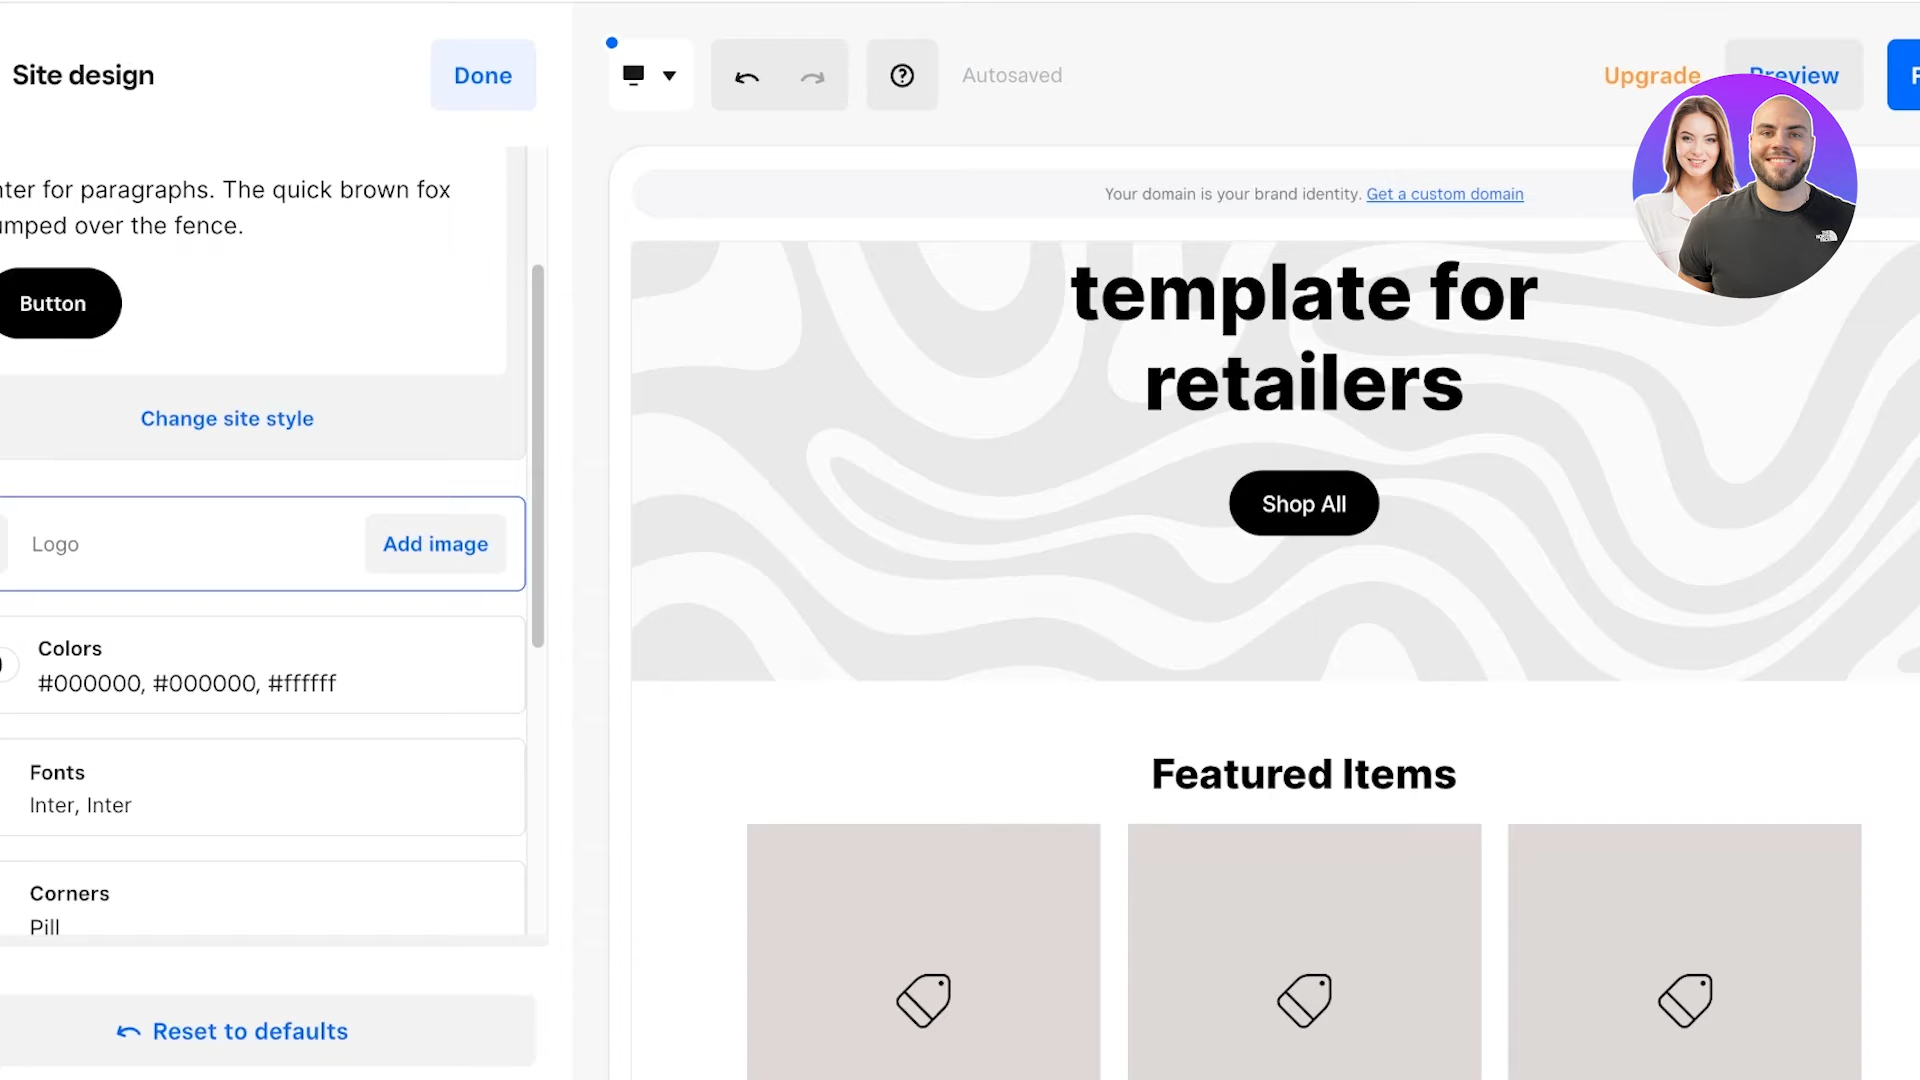 Site design
Done
Autosaved
Upgrade
Preview
nter for paragraphs. The quick brown fox
umped over the fence.
Button
Change site style
Logo
Add image
Colors
#000000, #000000, #ffffff
Fonts
Inter, Inter
Corners
Pill
Reset to defaults
Your domain is your brand identity. Get a custom domain
template for
retailers
Shop All
Featured Items